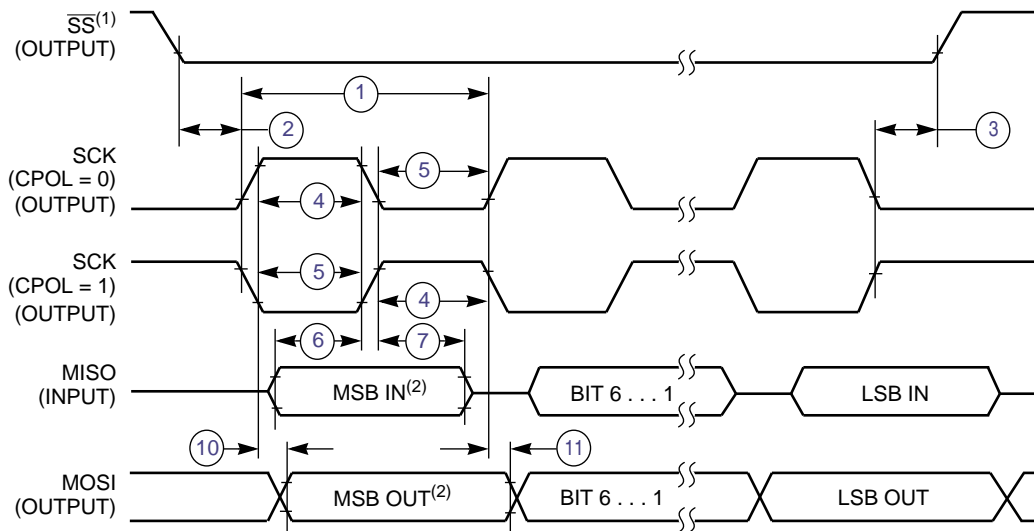 SS(1)
(OUTPUT)
1
2
3
SCK
(CPOL = 0)
(OUTPUT)
5
4
SCK
(CPOL = 1)
(OUTPUT)
5
4
6
7
MISO
(INPUT)
MSB IN(2)
BIT 6 . . . 1
LSB IN
10
11
MOSI
(OUTPUT)
MSB OUT(2)
BIT 6 . . . 1
LSB OUT